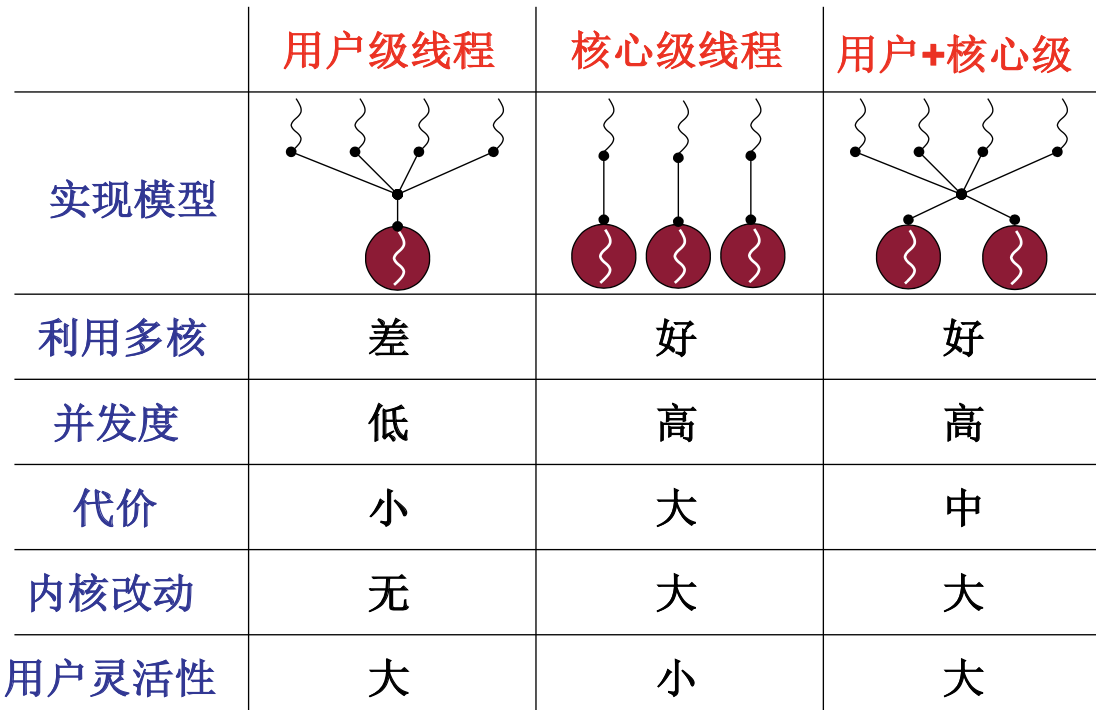 用户级线程 核心级线程 用户+核心级
实现模型
利用多核 差 好 好
并发度 低 高 高
代价 小 大 中
内核改动 无 大 大
用户灵活性 大 小 大